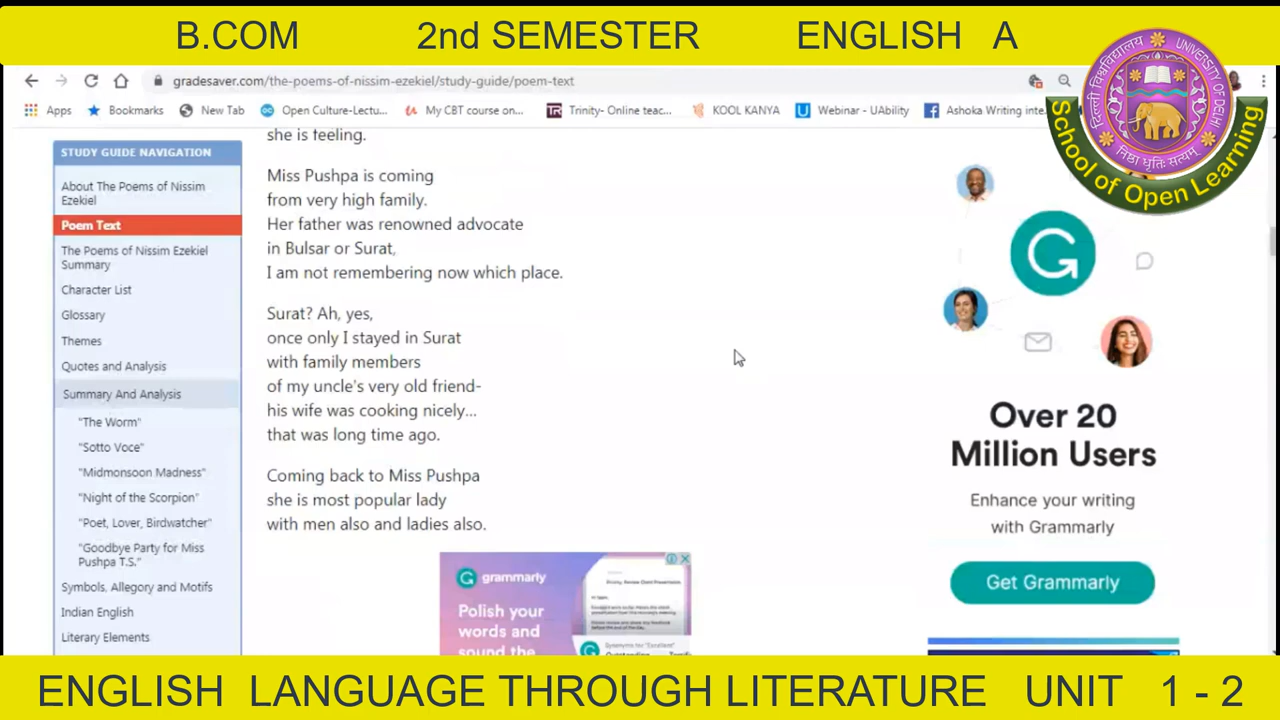 B.COM 2nd SEMESTER ENGLISH A
gradesaver.com/the-poems-of-nissim-ezekiel/study-guide/poem-text
Apps Bookmarks New Tab Open Culture-Lectu... My CBT course on... Trinity- Online teac... KOOL KANYA Webinar - UAbility Ashoka Writing inte
दिल्ली विश्वविद्यालय UNIVERSITY OF DELHI
निष्ठा धृतिः सत्यम्
School of Open Learning
STUDY GUIDE NAVIGATION
About The Poems of Nissim
Ezekiel
Poem Text
The Poems of Nissim Ezekiel
Summary
Character List
Glossary
Themes
Quotes and Analysis
Summary And Analysis
"The Worm"
"Sotto Voce"
"Midmonsoon Madness"
"Night of the Scorpion"
"Poet, Lover, Birdwatcher"
"Goodbye Party for Miss
Pushpa T.S."
Symbols, Allegory and Motifs
Indian English
Literary Elements
she is feeling.
Miss Pushpa is coming
from very high family.
Her father was renowned advocate
in Bulsar or Surat,
I am not remembering now which place.
Surat? Ah, yes,
once only I stayed in Surat
with family members
of my uncle's very old friend-
his wife was cooking nicely...
that was long time ago.
Coming back to Miss Pushpa
she is most popular lady
with men also and ladies also.
grammarly
Polish your
words and
sound the
Over 20
Million Users
Enhance your writing
with Grammarly
Get Grammarly
ENGLISH LANGUAGE THROUGH LITERATURE UNIT 1 - 2